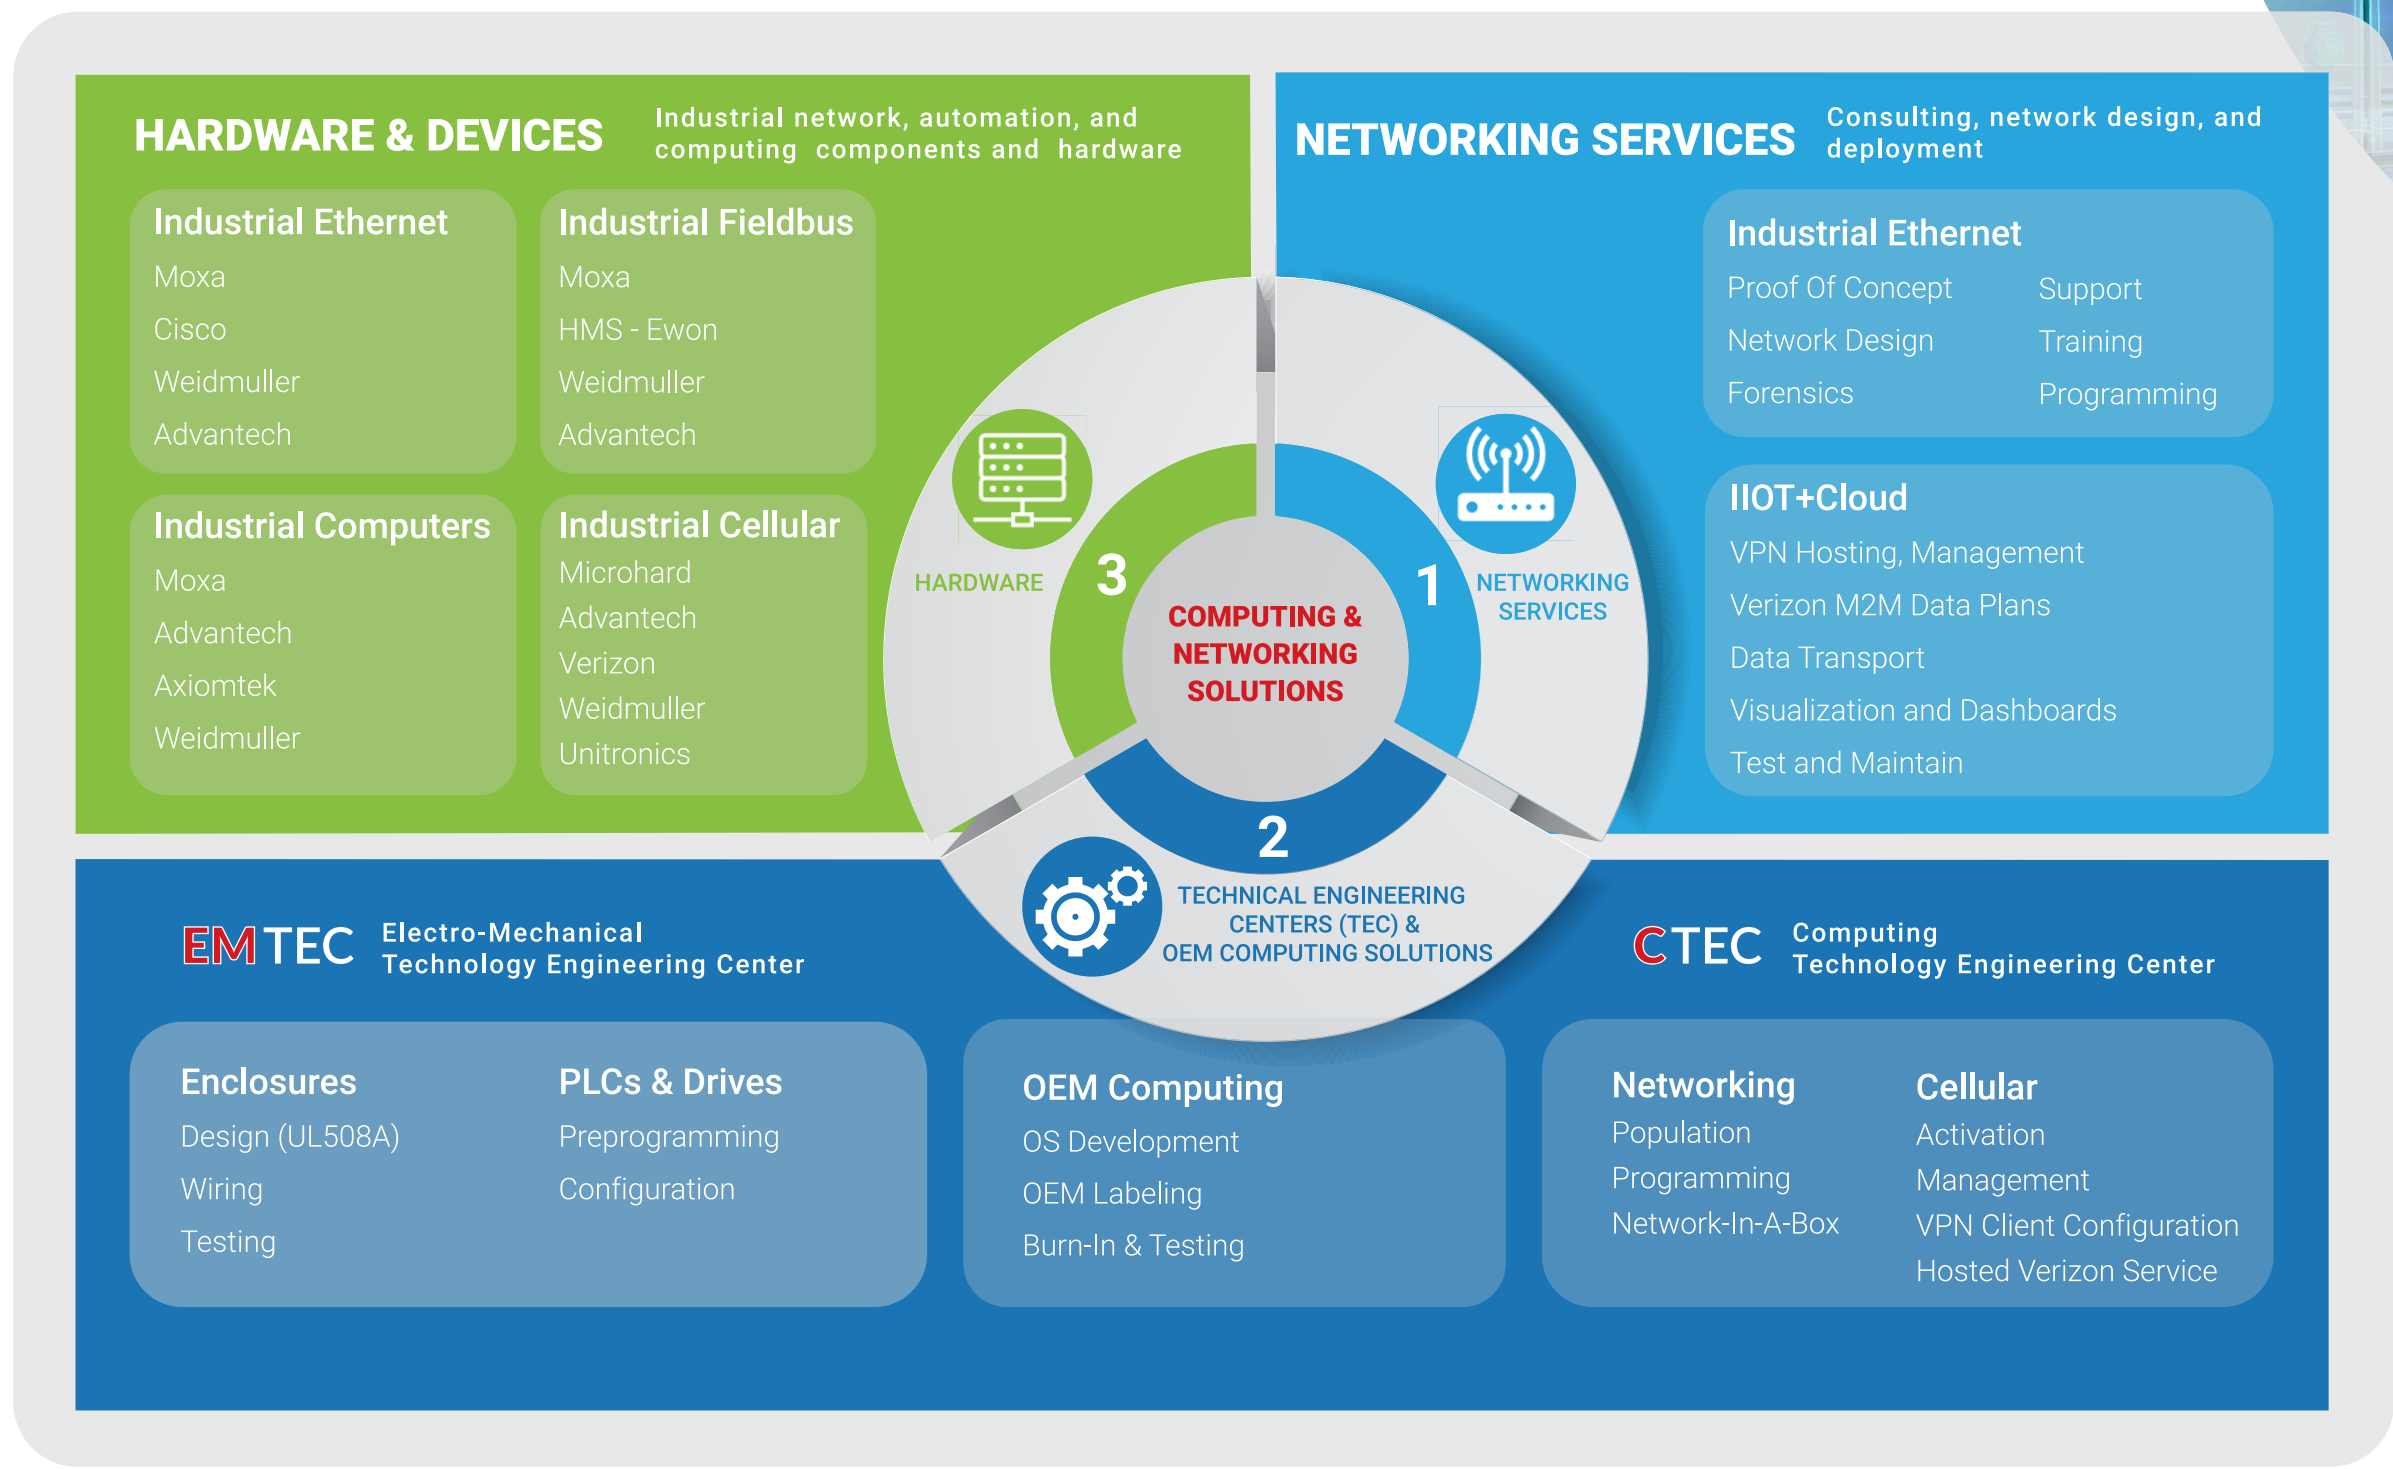 HARDWARE & DEVICES
Industrial network, automation, and
computing components and hardware
Industrial Ethernet
Moxa
Cisco
Weidmuller
Advantech
Industrial Fieldbus
Moxa
HMS - Ewon
Weidmuller
Advantech
Industrial Computers
Moxa
Advantech
Axiomtek
Weidmuller
Industrial Cellular
Microhard
Advantech
Verizon
Weidmuller
Unitronics
NETWORKING SERVICES
Consulting, network design, and
deployment
Industrial Ethernet
Proof Of Concept
Network Design
Forensics
Support
Training
Programming
IIOT+Cloud
VPN Hosting, Management
Verizon M2M Data Plans
Data Transport
Visualization and Dashboards
Test and Maintain
HARDWARE
3
COMPUTING &
NETWORKING
SOLUTIONS
1
NETWORKING
SERVICES
2
TECHNICAL ENGINEERING
CENTERS (TEC) &
OEM COMPUTING SOLUTIONS
EMTEC
Electro-Mechanical
Technology Engineering Center
Enclosures
Design (UL508A)
Wiring
Testing
PLCs & Drives
Preprogramming
Configuration
OEM Computing
OS Development
OEM Labeling
Burn-In & Testing
CTEC
Computing
Technology Engineering Center
Networking
Population
Programming
Network-In-A-Box
Cellular
Activation
Management
VPN Client Configuration
Hosted Verizon Service